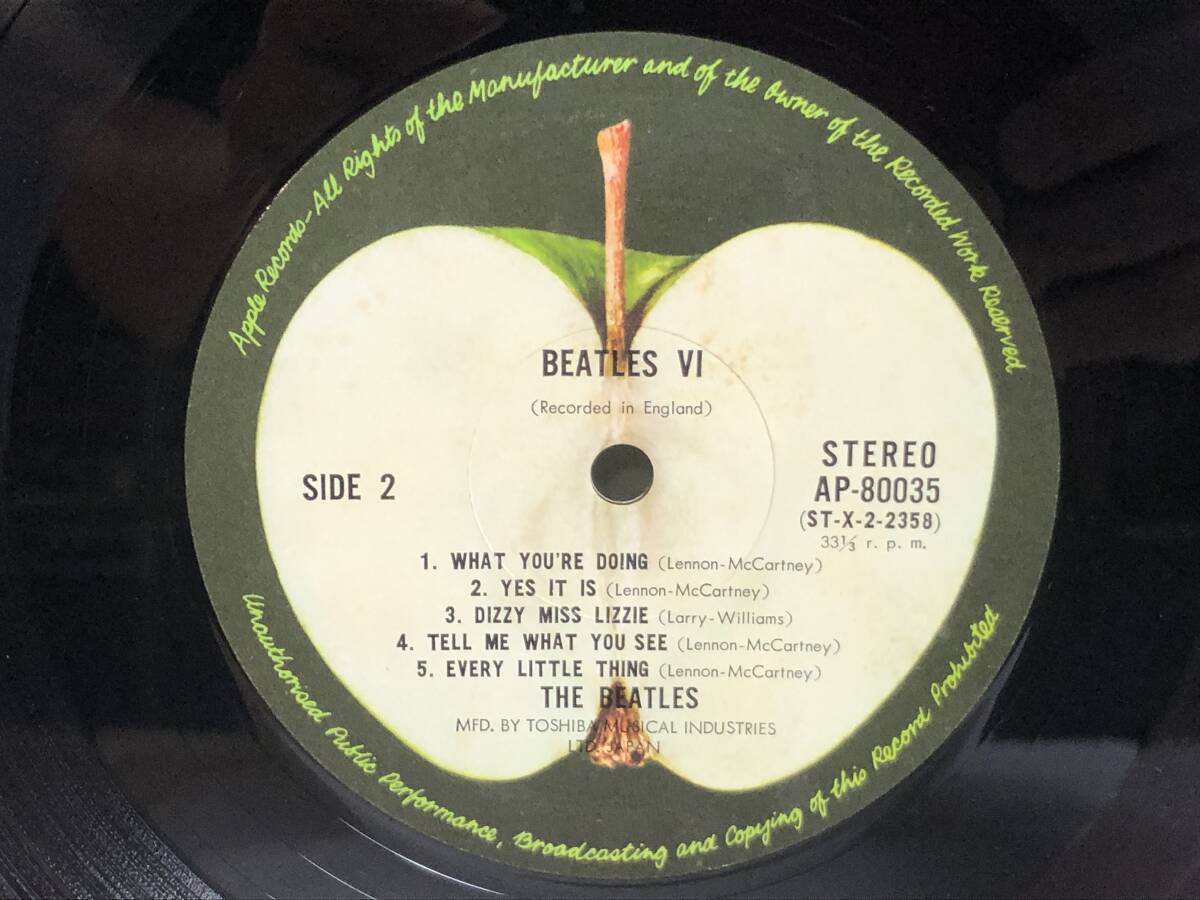 Apple Records-All Rights of the Manufacturer and of the Owner of the Recorded Work Reserved
BEATLES VI
(Recorded in England)
SIDE 2
STEREO
AP-80035
(ST-X-2-2358)
33⅓ r. p. m.
1. WHAT YOU'RE DOING (Lennon-McCartney)
2. YES IT IS (Lennon-McCartney)
3. DIZZY MISS LIZZIE (Larry-Williams)
4. TELL ME WHAT YOU SEE (Lennon-McCartney)
5. EVERY LITTLE THING (Lennon-McCartney)
THE BEATLES
MFD. BY TOSHIBA MUSICAL INDUSTRIES
LTD. JAPAN
Unauthorised Public Performance, Broadcasting and Copying of this Record Prohibited